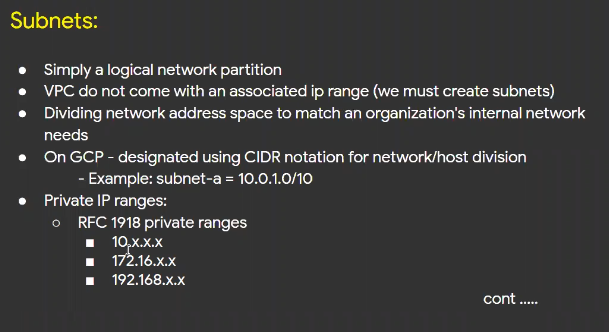 Subnets:
● Simply a logical network partition
● VPC do not come with an associated ip range (we must create subnets)
● Dividing network address space to match an organization's internal network
needs
● On GCP - designated using CIDR notation for network/host division
- Example: subnet-a = 10.0.1.0/10
● Private IP ranges:
○ RFC 1918 private ranges
■ 10.x.x.x
■ 172.16.x.x
■ 192.168.x.x
cont .....